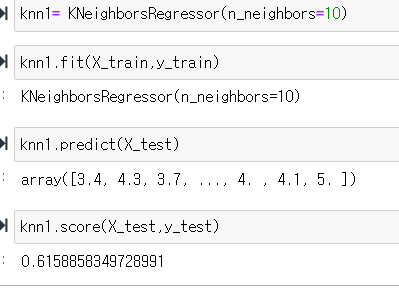 knn1= KNeighborsRegressor(n_neighbors=10)
knn1.fit(X_train,y_train)
: KNeighborsRegressor(n_neighbors=10)
knn1.predict(X_test)
: array([3.4, 4.3, 3.7, ..., 4. , 4.1, 5. ])
knn1.score(X_test,y_test)
: 0.6158858349728991